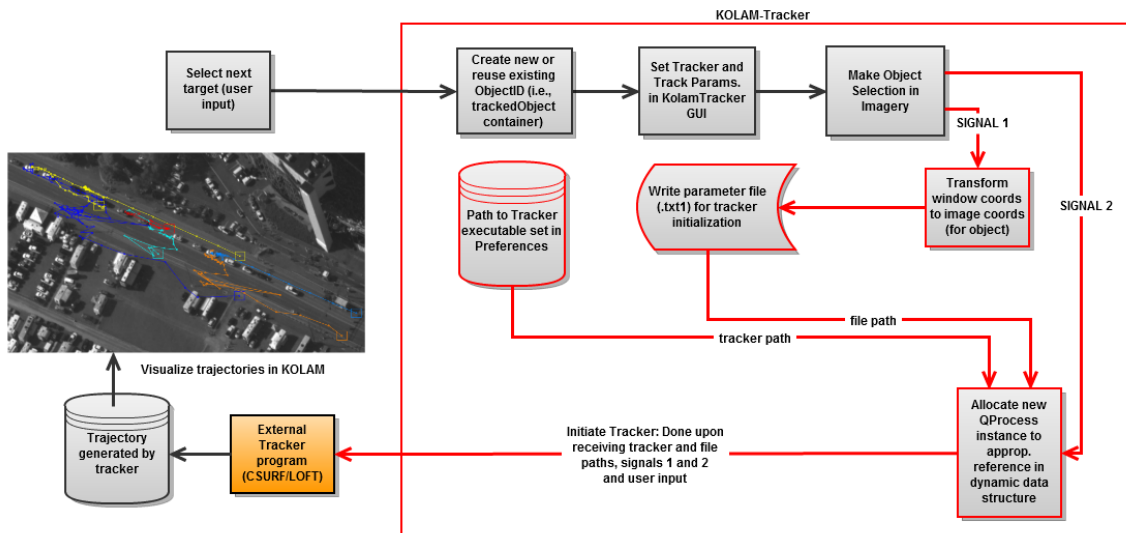 KOLAM-Tracker
Select next
target (user
input)
Create new or
reuse existing
ObjectID (i.e.,
trackedObject
container)
Set Tracker and
Track Params.
in KolamTracker
GUI
Make Object
Selection in
Imagery
SIGNAL 1
SIGNAL 2
Path to Tracker
executable set in
Preferences
Write parameter file
(.txt1) for tracker
initialization
Transform
window coords
to image coords
(for object)
file path
tracker path
Visualize trajectories in KOLAM
Trajectory
generated by
tracker
External
Tracker
program
(CSURF/LOFT)
Initiate Tracker: Done upon
receiving tracker and file
paths, signals 1 and 2
and user input
Allocate new
QProcess
instance to
approp.
reference in
dynamic data
structure